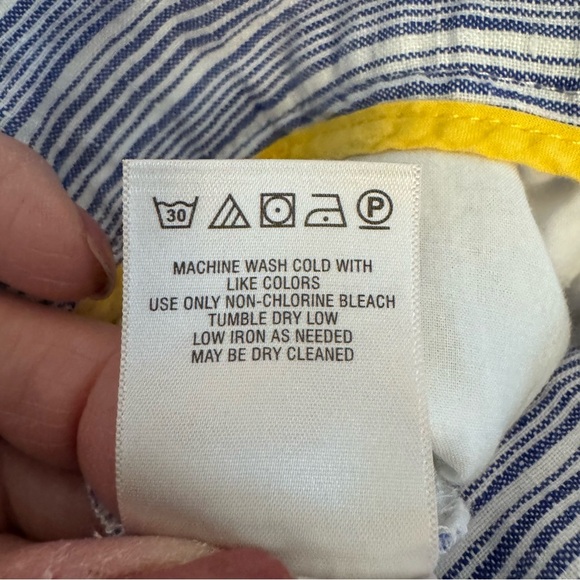 30 P
MACHINE WASH COLD WITH
LIKE COLORS
USE ONLY NON-CHLORINE BLEACH
TUMBLE DRY LOW
LOW IRON AS NEEDED
MAY BE DRY CLEANED